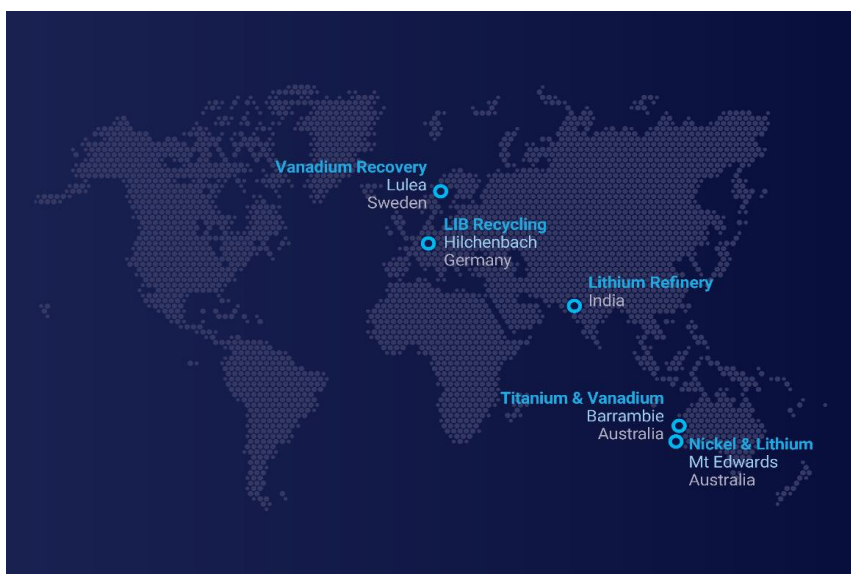 Vanadium Recovery
Lulea
Sweden
LIB Recycling
Hilchenbach
Germany
Lithium Refinery
India
Titanium & Vanadium
Barrambie
Australia
Nickel & Lithium
Mt Edwards
Australia